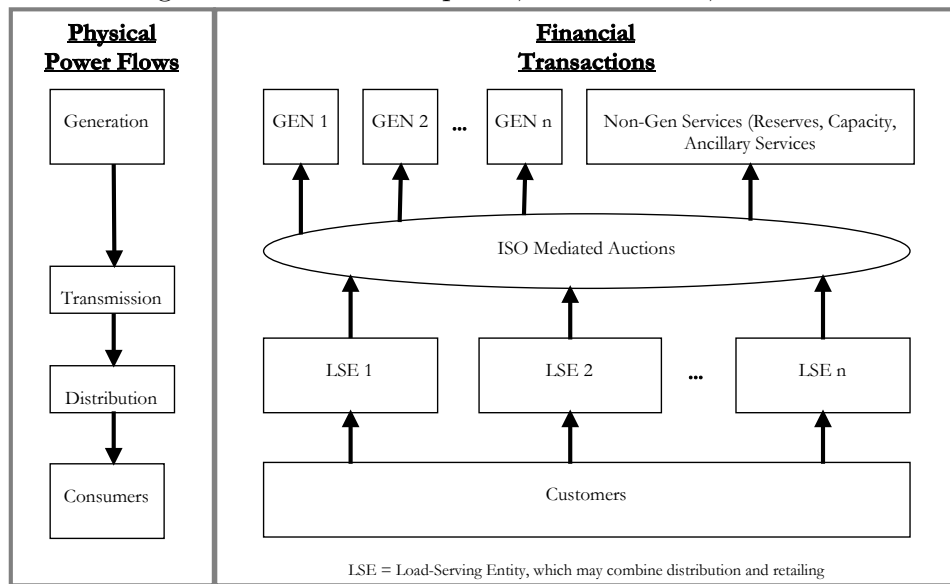 Physical
Power Flows
Generation
Transmission
Distribution
Consumers
Financial
Transactions
GEN 1
GEN 2
...
GEN n
Non-Gen Services (Reserves, Capacity,
Ancillary Services
ISO Mediated Auctions
LSE 1
LSE 2
...
LSE n
Customers
LSE = Load-Serving Entity, which may combine distribution and retailing